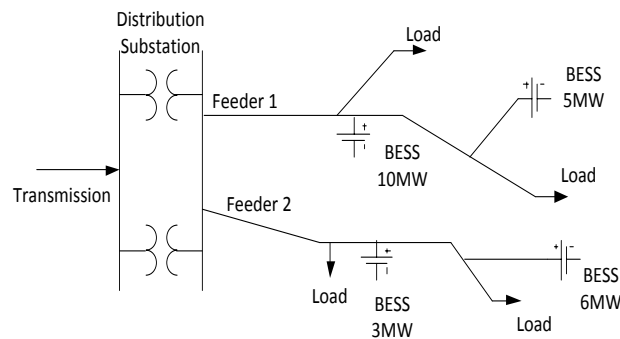 Distribution
Substation
Load
Feeder 1
BESS
5MW
BESS
10MW
Load
Transmission
Feeder 2
Load
BESS
3MW
BESS
6MW
Load